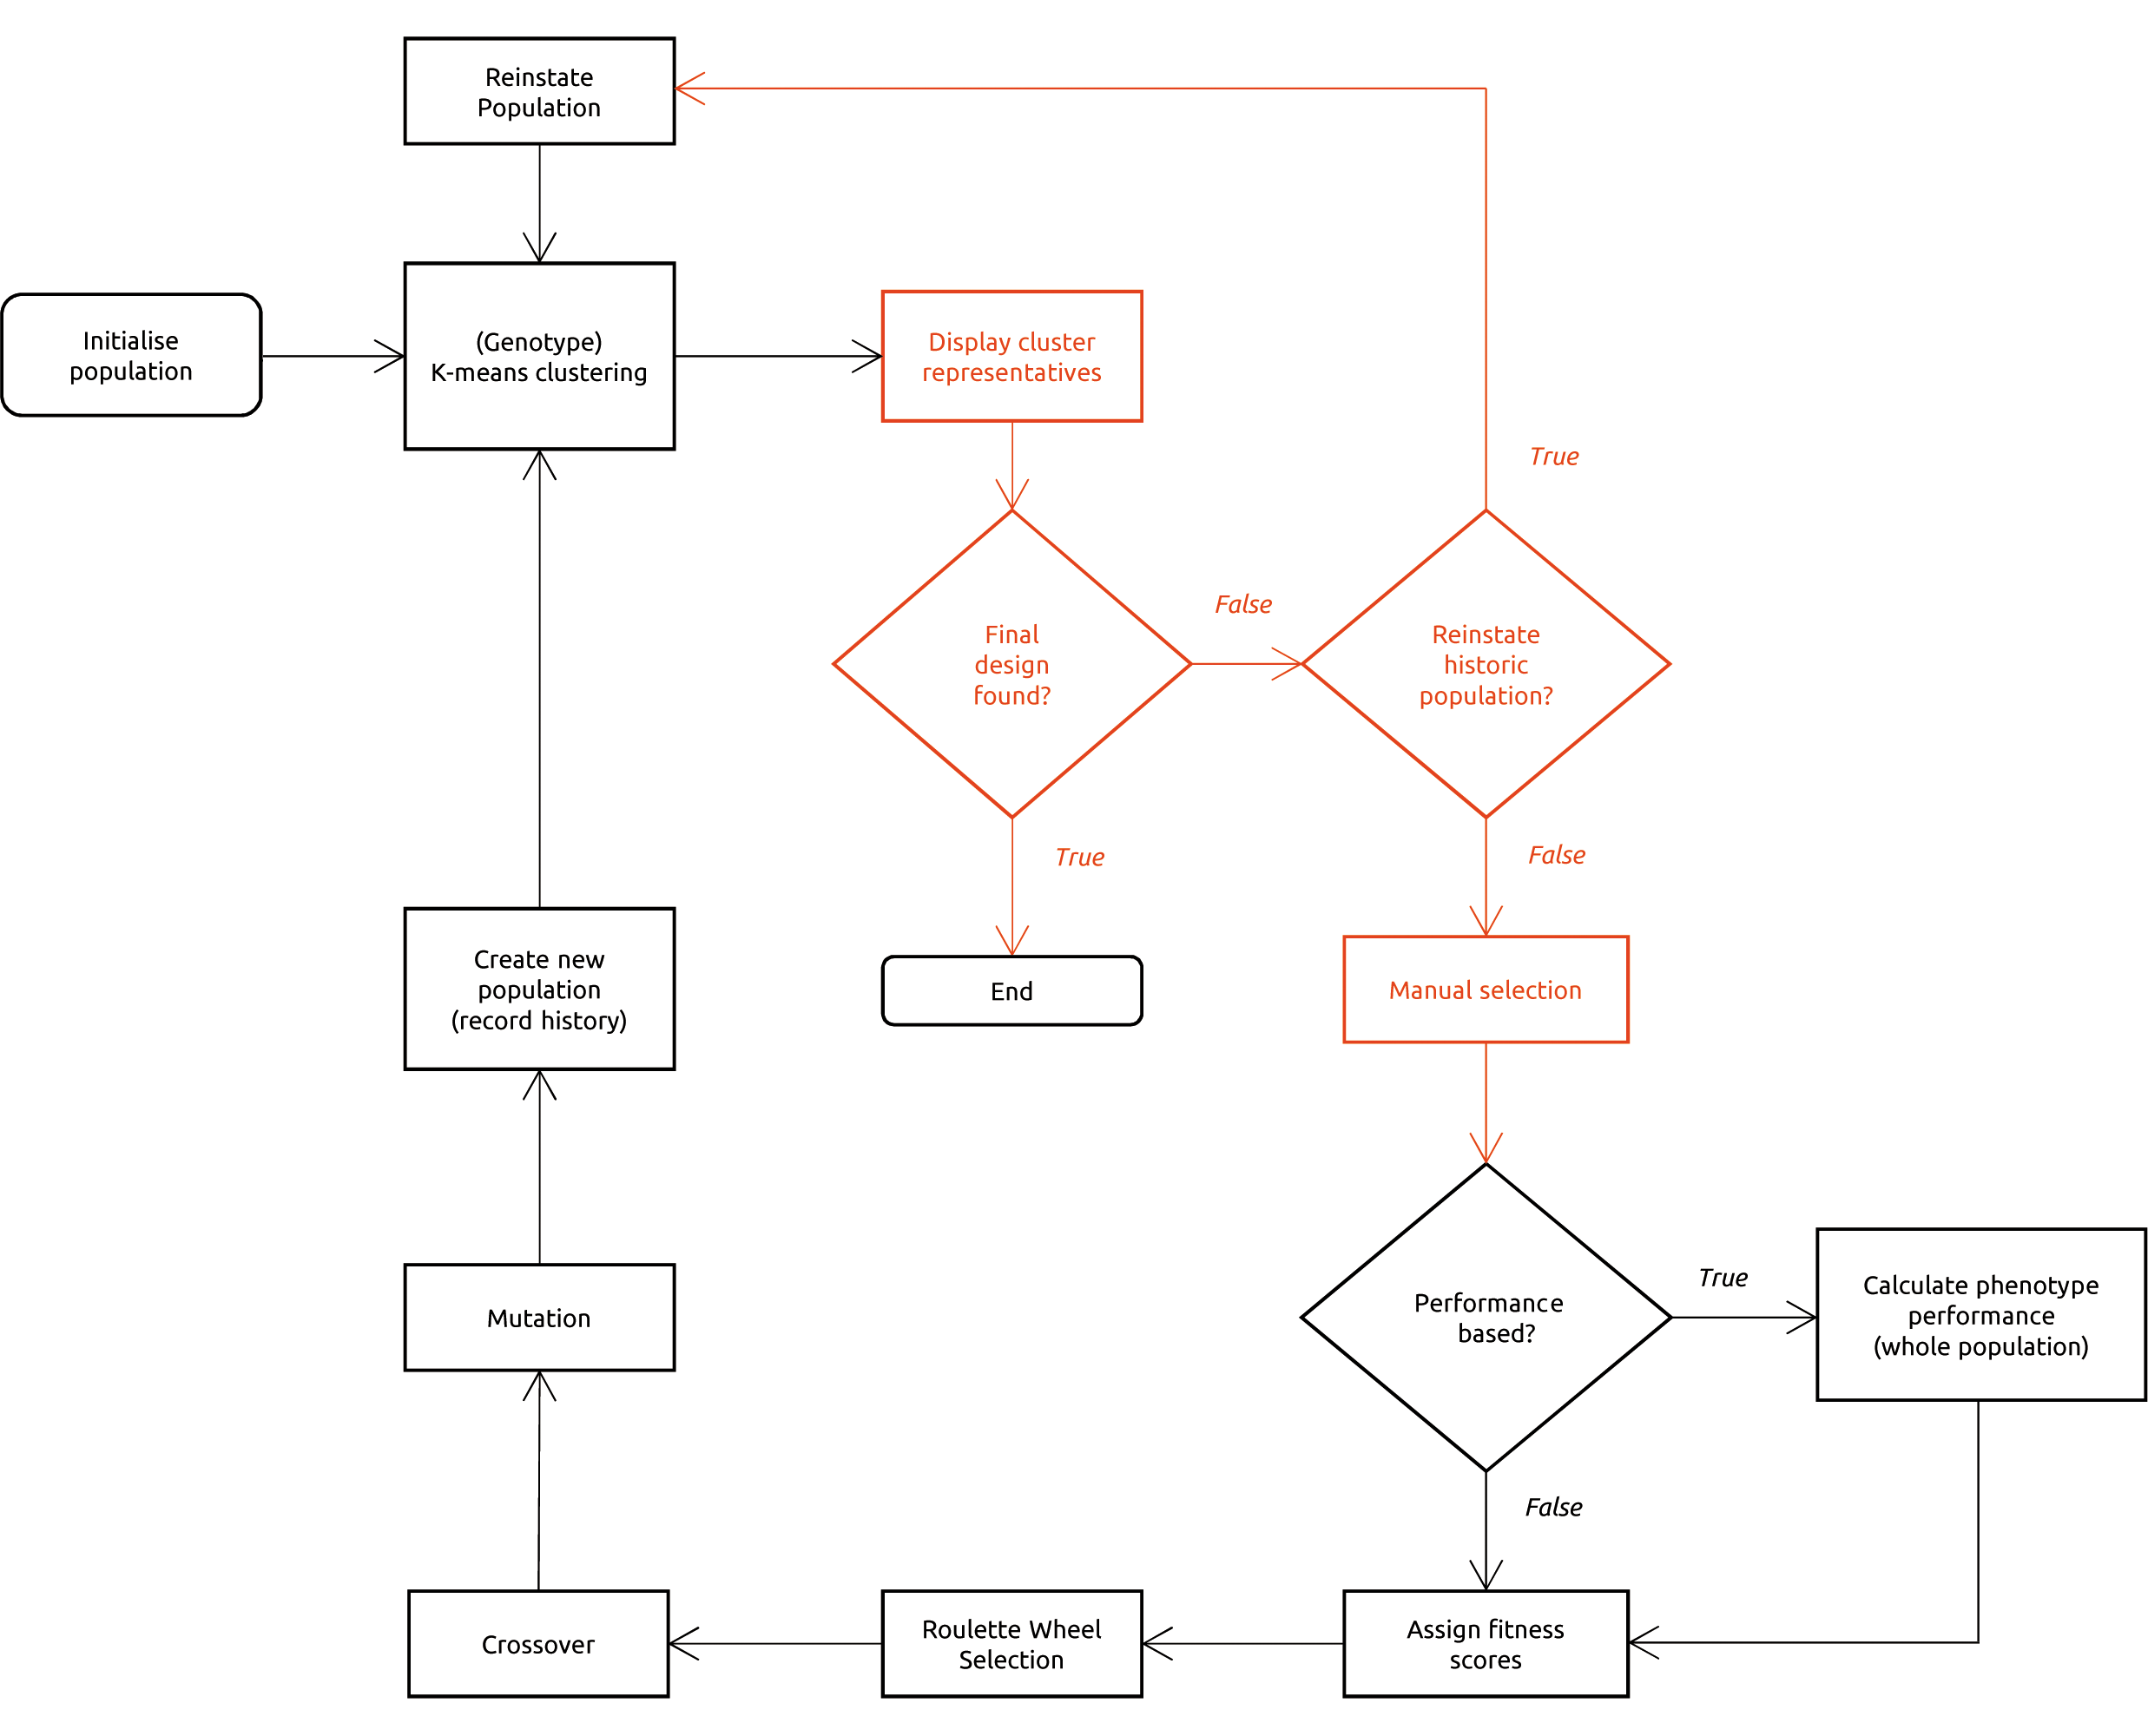 Reinstate
Population
Initialise
population
(Genotype)
K-means clustering
Display cluster
representatives
True
Final
design
found?
False
Reinstate
historic
population?
True
False
Create new
population
(record history)
End
Manual selection
Mutation
Performance
based?
True
Calculate phenotype
performance
(whole population)
False
Crossover
Roulette Wheel
Selection
Assign fitness
scores